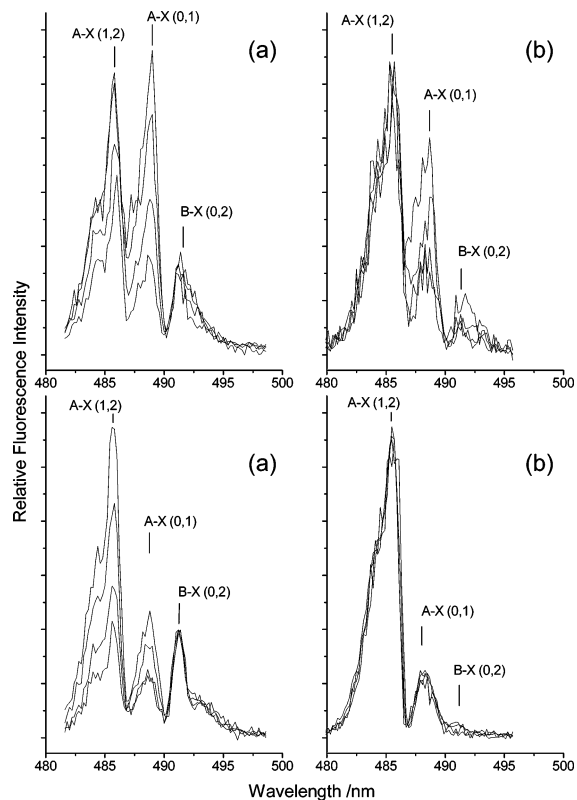 A-X (0,1)
A-X (1,2)
(a)
B-X (0,2)
480 485 490 495 500
A-X (1,2)
(b)
A-X (0,1)
B-X (0,2)
480 485 490 495 500
Relative Fluorescence Intensity
A-X (1,2)
(a)
A-X (0,1)
B-X (0,2)
480 485 490 495 500
A-X (1,2)
(b)
A-X (0,1)
B-X (0,2)
480 485 490 495 500
Wavelength /nm